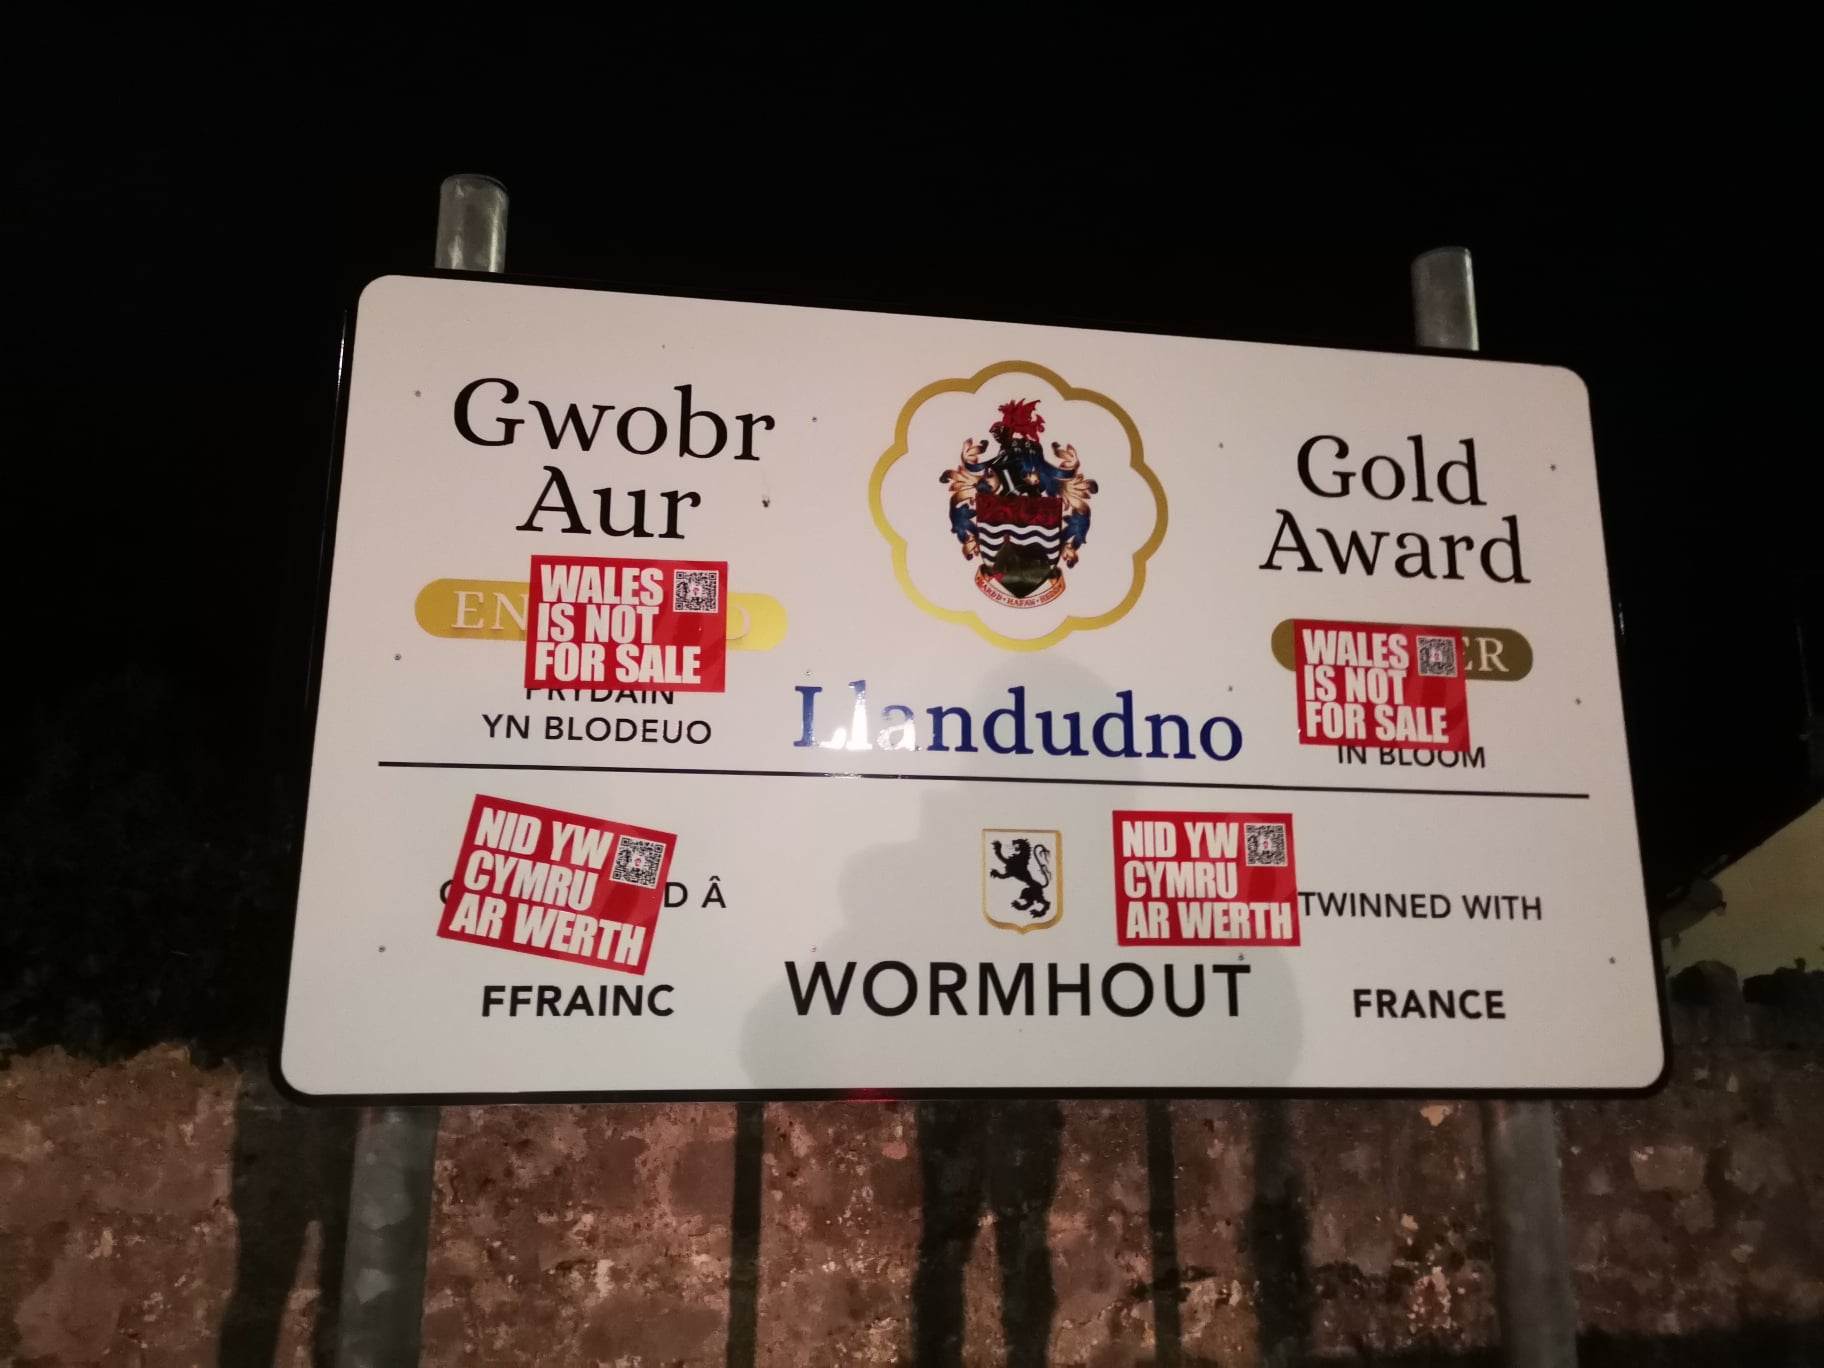 Gwobr
Aur
WALES
IS NOT
FOR SALE
YN BLODEUO
Llandudno
Gold
Award
WALES
IS NOT
FOR SALE
IN BLOOM
NID YW
CYMRU
AR WERTH
Â
FFRAINC
WORMHOUT
NID YW
CYMRU
AR WERTH
TWINNED WITH
FRANCE